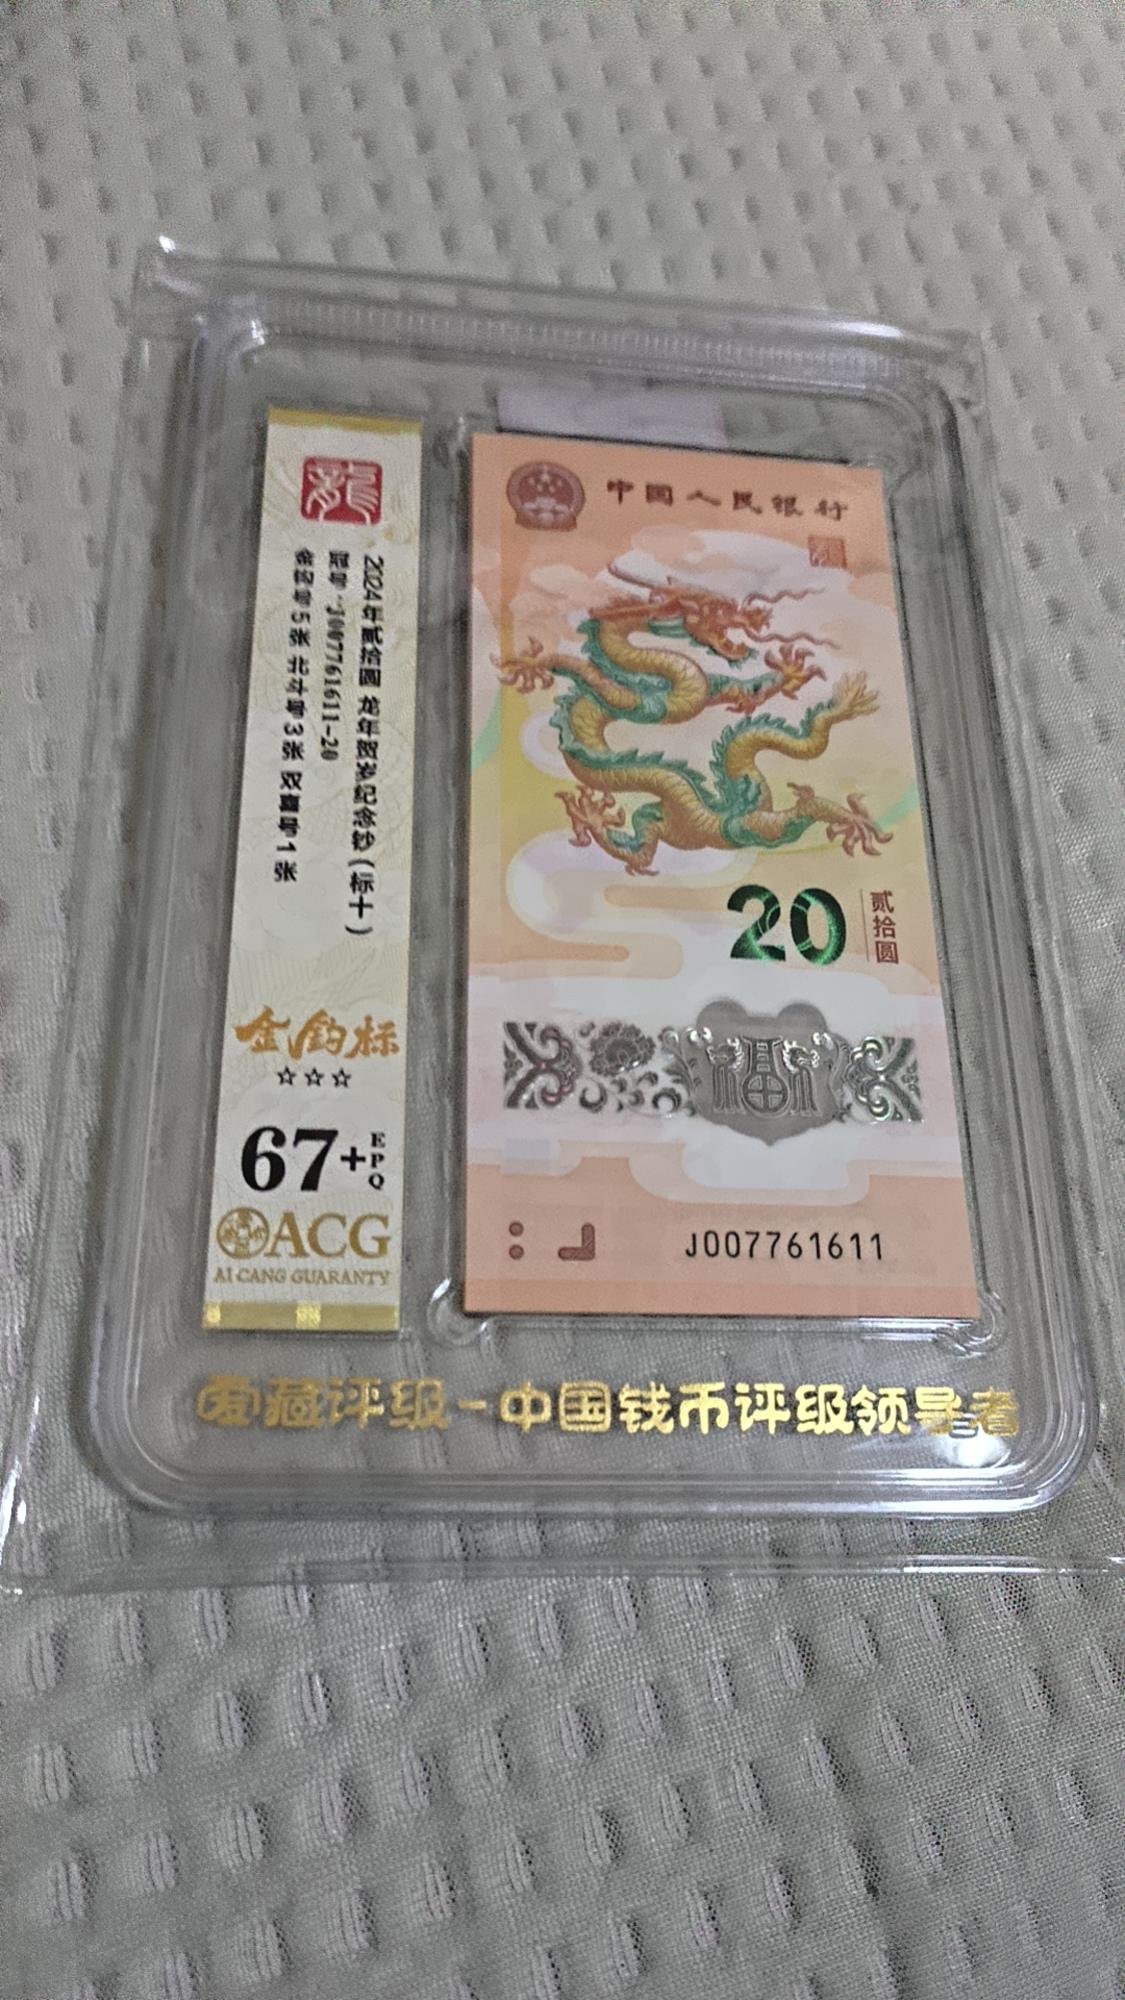 龍
2024年贰拾圆 龙年贺岁纪念钞(标十)
冠号:J007761611-20
金钩号5张 北斗号3张 双喜号1张
金钩标
☆☆☆
67+EPQ
ACG
AI CANG GUARANTY
中国人民银行
20
贰拾圆
福
J007761611
爱藏评级-中国钱币评级领导者